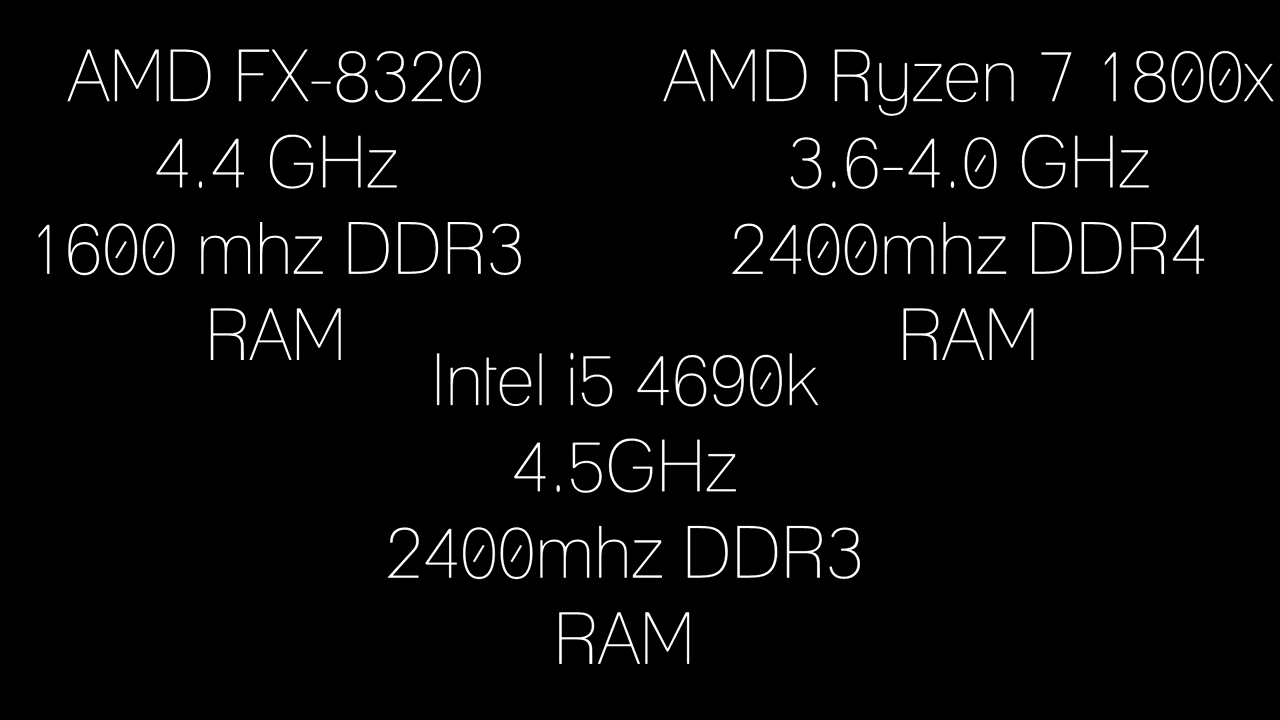 AMD FX-8320
4.4 GHz
1600 mhz DDR3
RAM
AMD Ryzen 7 1800x
3.6-4.0 GHz
2400mhz DDR4
RAM
Intel i5 4690k
4.5GHz
2400mhz DDR3
RAM